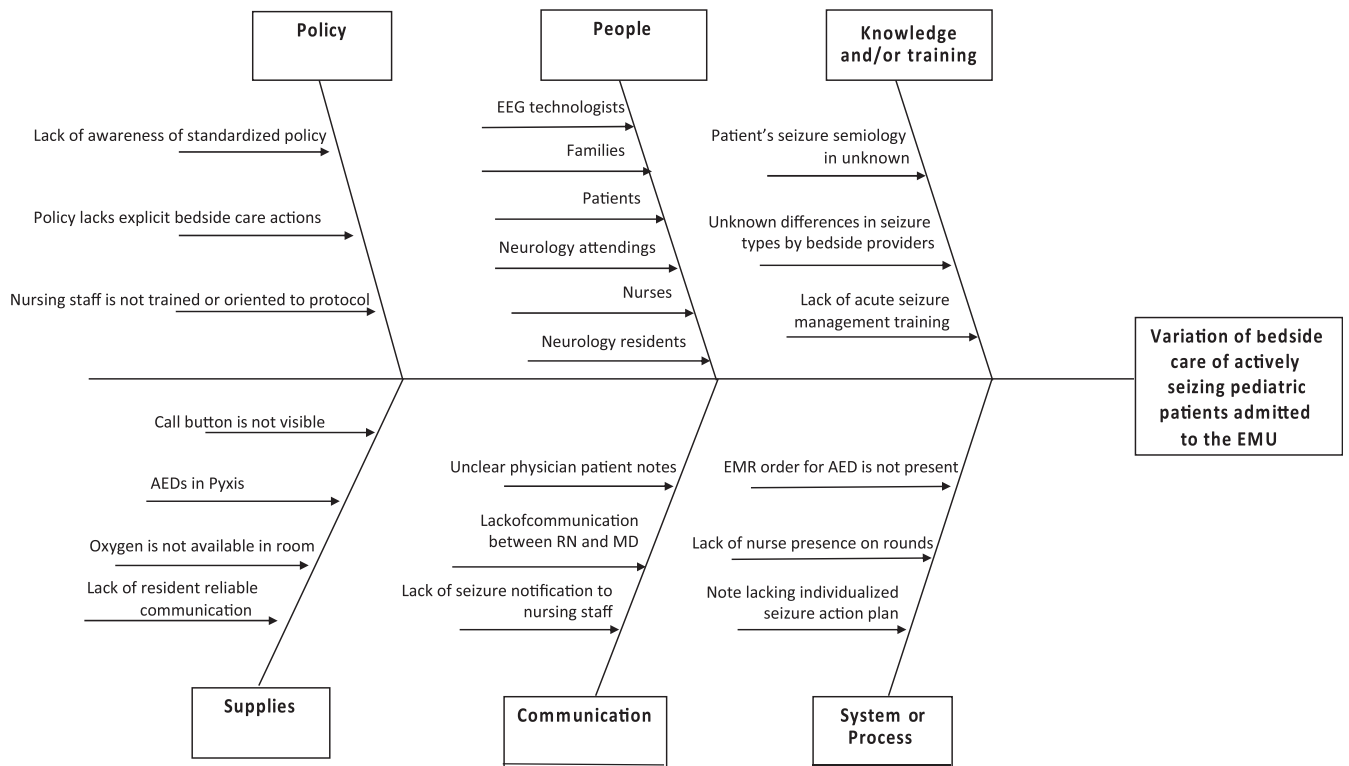 Policy
People
Knowledge
and/or training
Lack of awareness of standardized policy
Policy lacks explicit bedside care actions
Nursing staff is not trained or oriented to protocol
EEG technologists
Families
Patients
Neurology attendings
Nurses
Neurology residents
Patient’s seizure semiology
in unknown
Unknown differences in seizure
types by bedside providers
Lack of acute seizure
management training
Variation of bedside
care of actively
seizing pediatric
patients admitted
to the EMU
Call button is not visible
AEDs in Pyxis
Oxygen is not available in room
Lack of resident reliable
communication
Unclear physician patient notes
Lackofcommunication
between RN and MD
Lack of seizure notification to
nursing staff
EMR order for AED is not present
Lack of nurse presence on rounds
Note lacking individualized
seizure action plan
Supplies
Communication
System or
Process